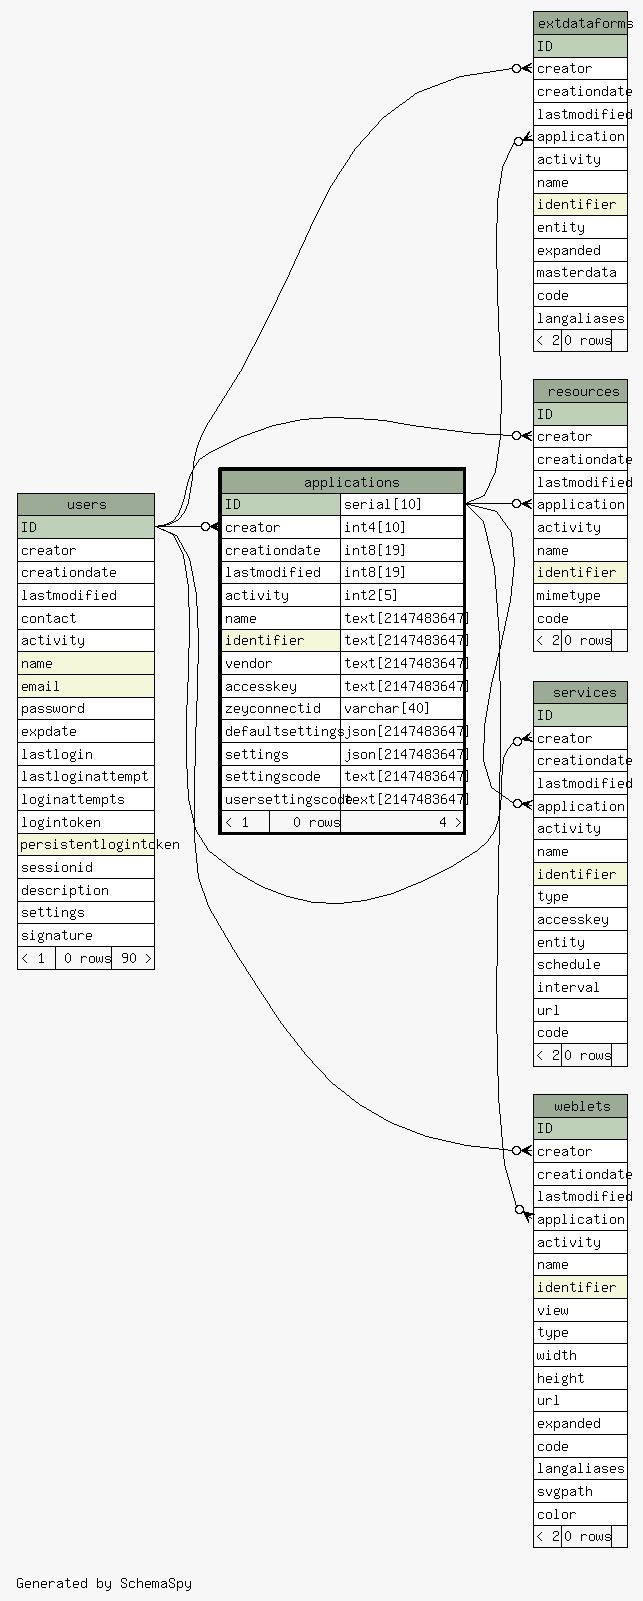 extdataforms
ID
creator
creationdate
lastmodified
application
activity
name
identifier
entity
expanded
masterdata
code
langaliases
< 2 0 rows
resources
ID
creator
creationdate
lastmodified
application
activity
name
identifier
mimetype
code
< 2 0 rows
applications
ID serial[10]
creator int4[10]
creationdate int8[19]
lastmodified int8[19]
activity int2[5]
name text[2147483647]
identifier text[2147483647]
vendor text[2147483647]
accesskey text[2147483647]
zeyconnectid varchar[40]
defaultsettings json[2147483647]
settings json[2147483647]
settingscode text[2147483647]
usersettingscode text[2147483647]
< 1 0 rows 4 >
users
ID
creator
creationdate
lastmodified
contact
activity
name
email
password
expdate
lastlogin
lastloginattempt
loginattempts
logintoken
persistentlogintoken
sessionid
description
settings
signature
< 1 0 rows 90 >
services
ID
creator
creationdate
lastmodified
application
activity
name
identifier
type
accesskey
entity
schedule
interval
url
code
< 2 0 rows
weblets
ID
creator
creationdate
lastmodified
application
activity
name
identifier
view
type
width
height
url
expanded
code
langaliases
svgpath
color
< 2 0 rows
Generated by SchemaSpy